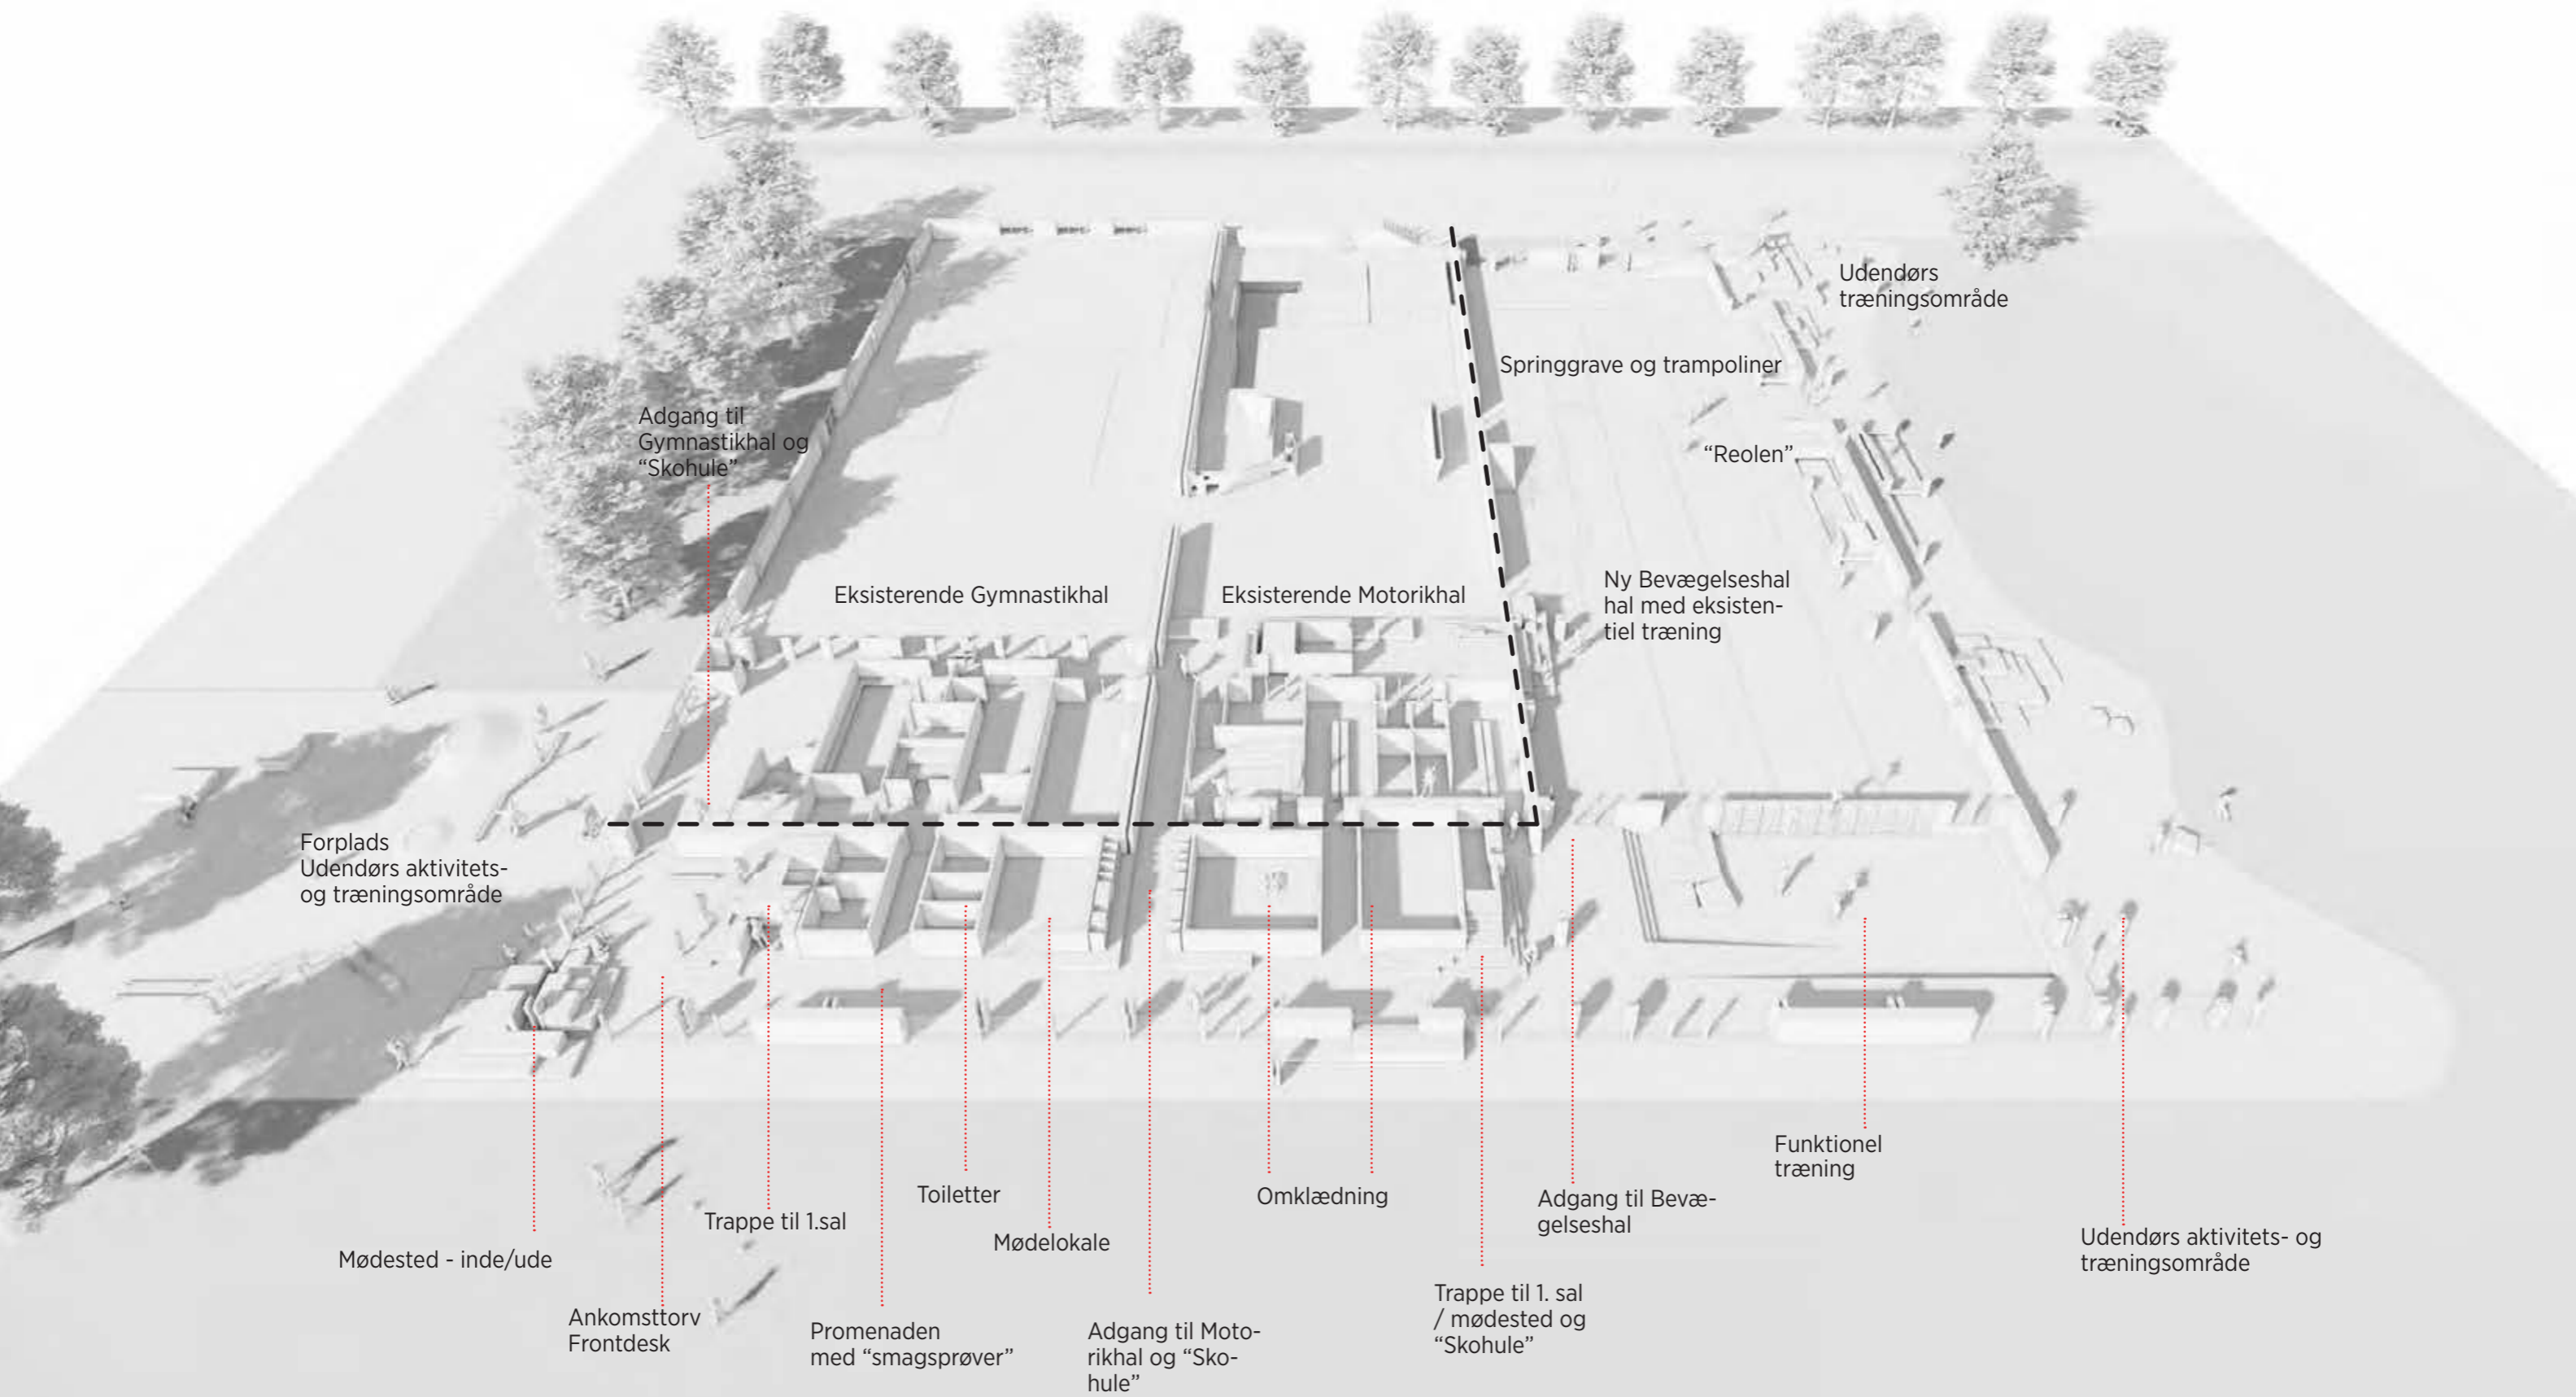 Udendørs
træningsområde
Springgrave og trampoliner
Adgang til
Gymnastikhal og
“Skohule”
“Reolen”
Eksisterende Gymnastikhal
Eksisterende Motorikhal
Ny Bevægelseshal
hal med eksisten-
tiel træning
Forplads
Udendørs aktivitets-
og træningsområde
Mødested - inde/ude
Ankomsttorv
Frontdesk
Trappe til 1.sal
Promenaden
med “smagsprøver”
Toiletter
Mødelokale
Adgang til Moto-
rikhal og “Sko-
hule”
Omklædning
Trappe til 1. sal
/ mødested og
“Skohule”
Adgang til Bevæ-
gelseshal
Funktionel
træning
Udendørs aktivitets- og
træningsområde